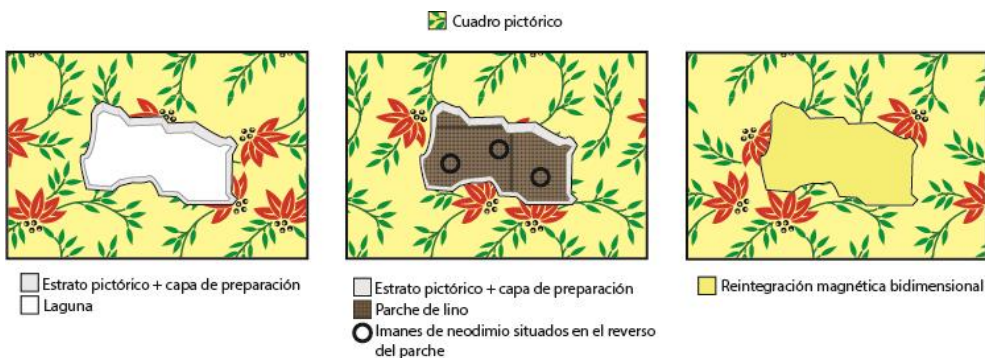 Cuadro pictórico
Estrato pictórico + capa de preparación
Laguna
Estrato pictórico + capa de preparación
Parche de lino
Imanes de neodimio situados en el reverso
del parche
Reintegración magnética bidimensional